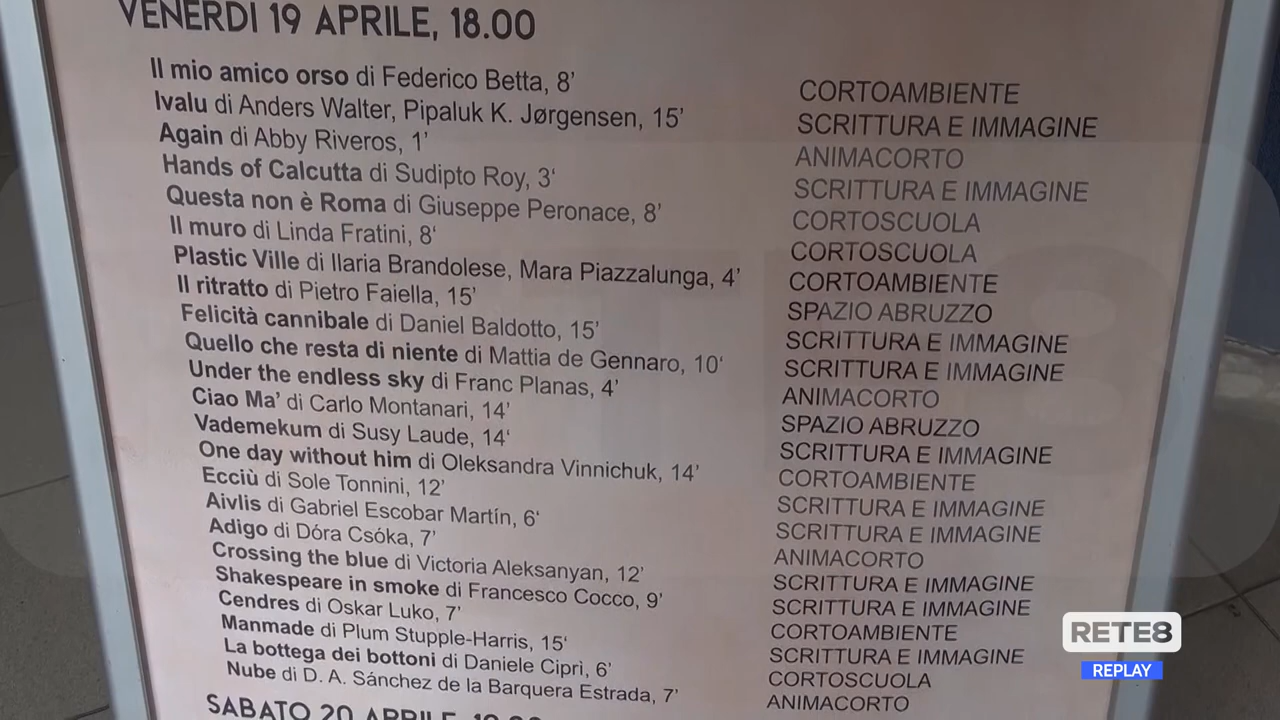 VENERDÌ 19 APRILE, 18.00
Il mio amico orso di Federico Betta, 8’ CORTOAMBIENTE
Ivalu di Anders Walter, Pipaluk K. Jørgensen, 15’ SCRITTURA E IMMAGINE
Again di Abby Riveros, 1’ ANIMACORTO
Hands of Calcutta di Sudipto Roy, 3‘ SCRITTURA E IMMAGINE
Questa non è Roma di Giuseppe Peronace, 8’ CORTOSCUOLA
Il muro di Linda Fratini, 8‘ CORTOSCUOLA
Plastic Ville di Ilaria Brandolese, Mara Piazzalunga, 4’ CORTOAMBIENTE
Il ritratto di Pietro Faiella, 15’ SPAZIO ABRUZZO
Felicità cannibale di Daniel Baldotto, 15’ SCRITTURA E IMMAGINE
Quello che resta di niente di Mattia de Gennaro, 10‘ SCRITTURA E IMMAGINE
Under the endless sky di Franc Planas, 4’ ANIMACORTO
Ciao Ma’ di Carlo Montanari, 14’ SPAZIO ABRUZZO
Vademekum di Susy Laude, 14‘ SCRITTURA E IMMAGINE
One day without him di Oleksandra Vinnichuk, 14’ CORTOAMBIENTE
Ecciù di Sole Tonnini, 12’ SCRITTURA E IMMAGINE
Aivlis di Gabriel Escobar Martín, 6‘ SCRITTURA E IMMAGINE
Adigo di Dóra Csóka, 7’ ANIMACORTO
Crossing the blue di Victoria Aleksanyan, 12’ SCRITTURA E IMMAGINE
Shakespeare in smoke di Francesco Cocco, 9’ SCRITTURA E IMMAGINE
Cendres di Oskar Luko, 7’ CORTOAMBIENTE
Manmade di Plum Stupple-Harris, 15‘ SCRITTURA E IMMAGINE
La bottega dei bottoni di Daniele Cipri, 6’ CORTOSCUOLA
Nube di D. A. Sánchez de la Barquera Estrada, 7’ ANIMACORTO
SABATO 20 APRILE,
RETE8
REPLAY